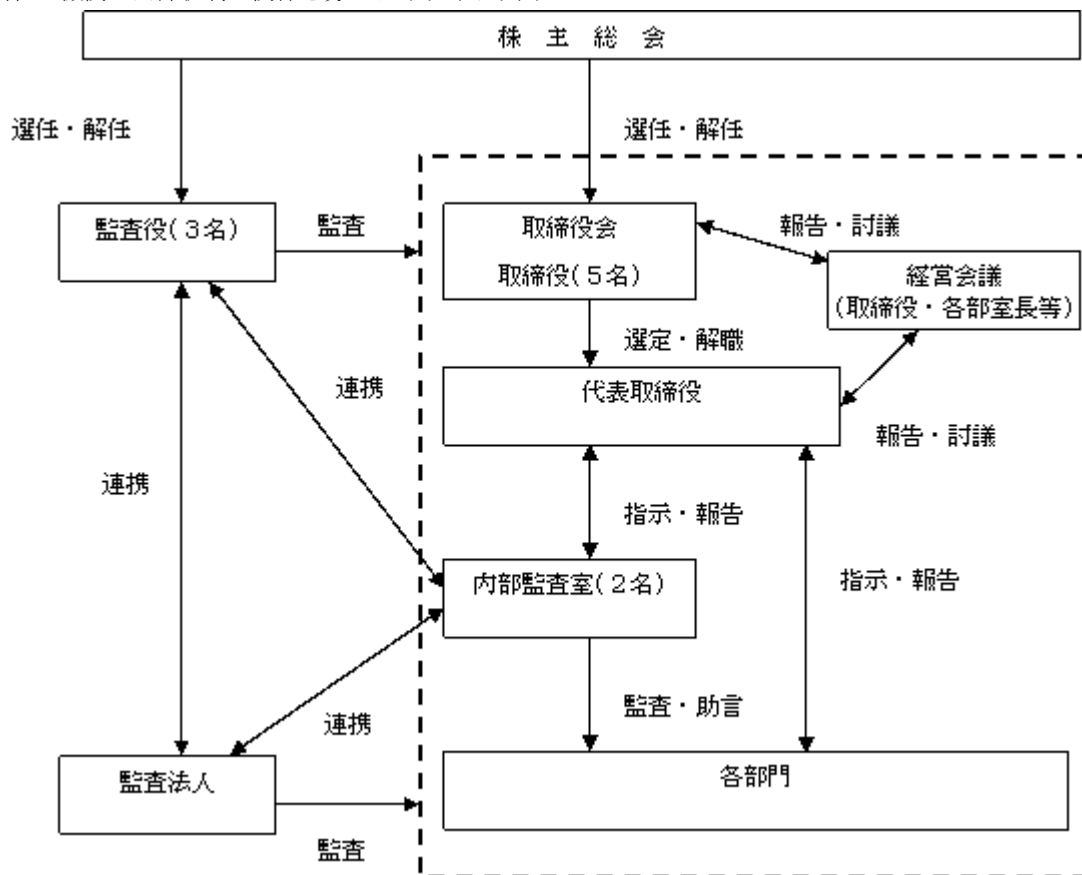 株 主 総 会
選任・解任
選任・解任
監査役(3名)
監査
取締役会
取締役(5名)
報告・討議
経営会議
(取締役・各部室長等)
選定・解職
代表取締役
連携
報告・討議
連携
指示・報告
内部監査室(2名)
指示・報告
監査・助言
連携
監査法人
各部門
監査